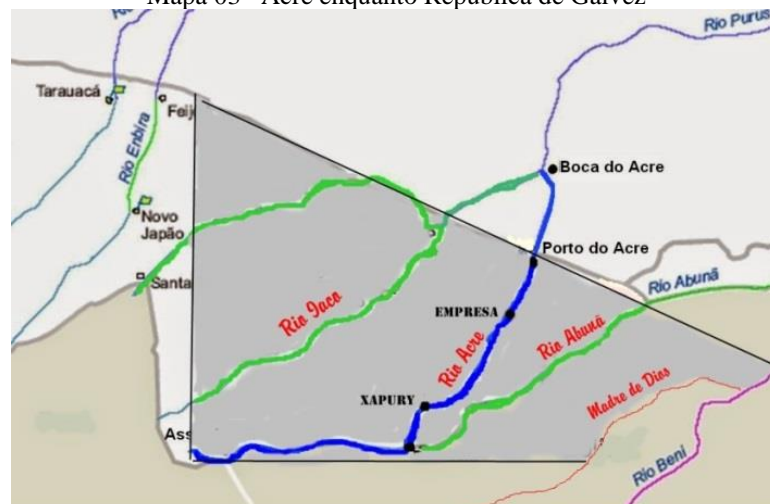 Mapa 03 - Acre enquanto República de Galvez
Rio Purus
Tarauacá
Feij
Rio Enbira
Boca do Acre
Novo
Japão
Porto do Acre
Santa
Rio Abunã
EMPRESA
Rio Iaco
Rio Acre
Rio Abunã
XAPURY
Madre de Dios
Ass
Rio Beni